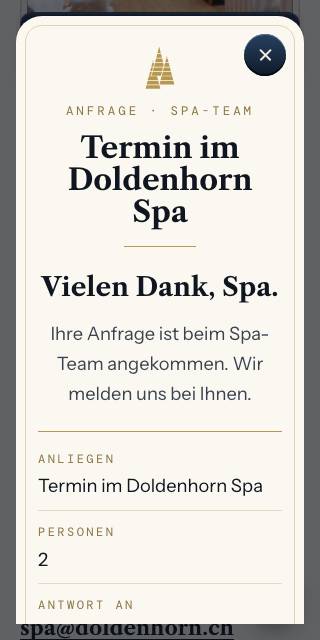 ANFRAGE · SPA-TEAM
Termin im
Doldenhorn
Spa
Vielen Dank, Spa.
Ihre Anfrage ist beim Spa-
Team angekommen. Wir
melden uns bei Ihnen.
ANLIEGEN
Termin im Doldenhorn Spa
PERSONEN
2
ANTWORT AN
spa@doldenhorn.ch